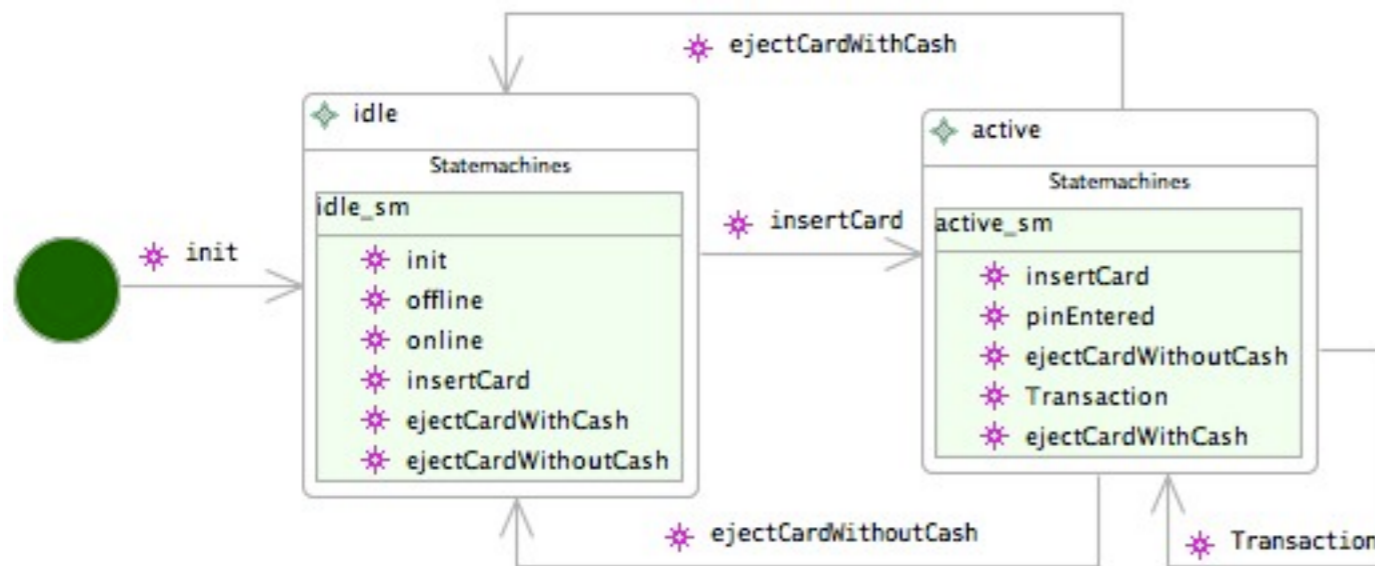 ejectCardWithCash
idle
Statemachines
idle_sm
init
offline
online
insertCard
ejectCardWithCash
ejectCardWithoutCash
init
insertCard
active
Statemachines
active_sm
insertCard
pinEntered
ejectCardWithoutCash
Transaction
ejectCardWithCash
ejectCardWithoutCash
Transaction